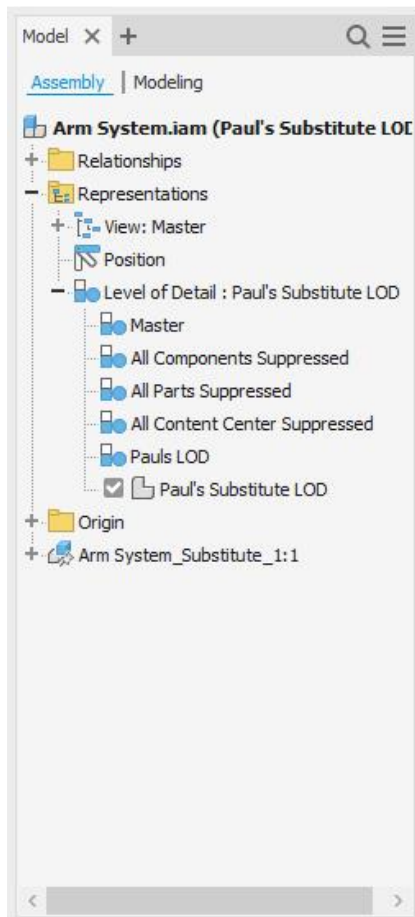 Model
Assembly | Modeling
Arm System.iam (Paul's Substitute LOD
Relationships
Representations
View: Master
Position
Level of Detail : Paul's Substitute LOD
Master
All Components Suppressed
All Parts Suppressed
All Content Center Suppressed
Pauls LOD
Paul's Substitute LOD
Origin
Arm System_Substitute_1:1